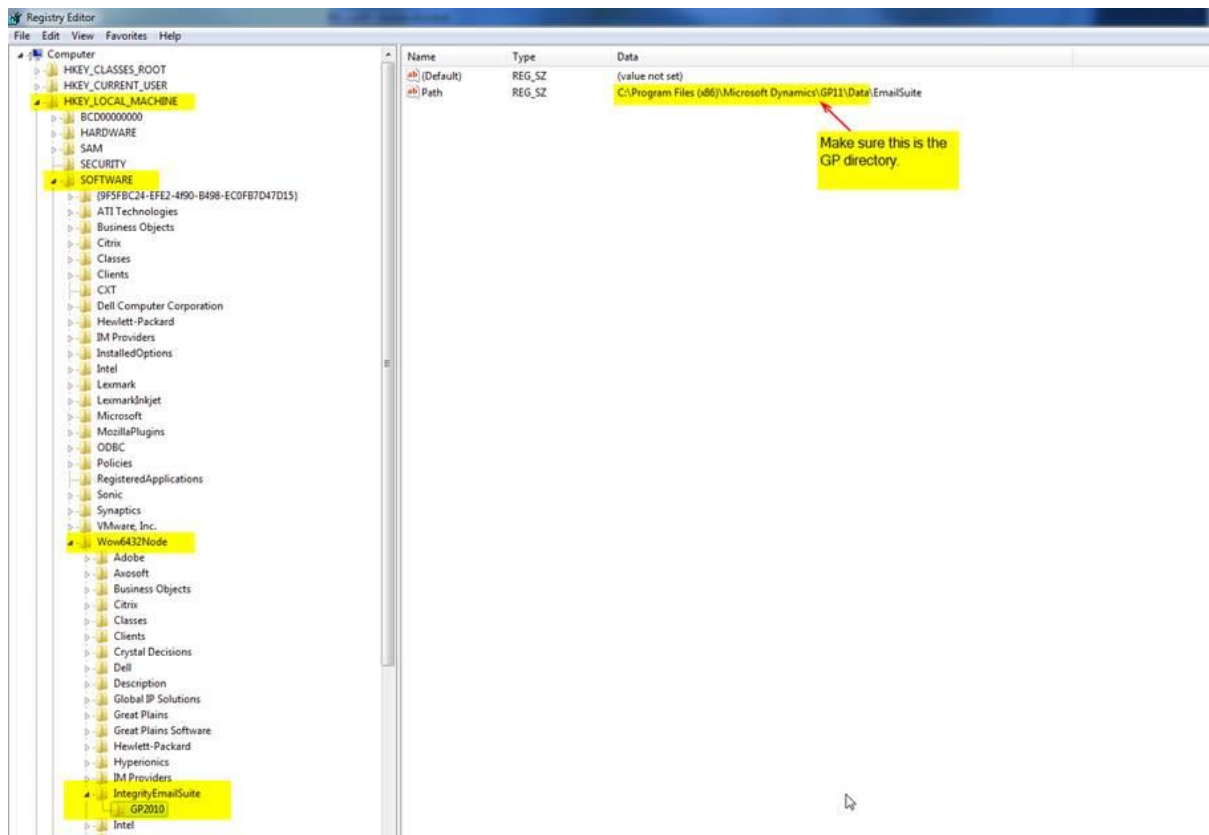 Registry Editor
File Edit View Favorites Help
Computer
HKEY_CLASSES_ROOT
HKEY_CURRENT_USER
HKEY_LOCAL_MACHINE
BCD00000000
HARDWARE
SAM
SECURITY
SOFTWARE
{9F5FBC24-EFE2-4f90-B498-EC0FB7D47D15}
ATI Technologies
Business Objects
Citrix
Classes
Clients
CXT
Dell Computer Corporation
Hewlett-Packard
IM Providers
InstalledOptions
Intel
Lexmark
LexmarkInkjet
Microsoft
MozillaPlugins
ODBC
Policies
RegisteredApplications
Sonic
Synaptics
VMware, Inc.
Wow6432Node
Adobe
Axosoft
Business Objects
Citrix
Classes
Clients
Crystal Decisions
Dell
Description
Global IP Solutions
Great Plains
Great Plains Software
Hewlett-Packard
Hyperionics
IM Providers
IntegrityEmailSuite
GP2010
Intel
Name Type Data
(Default) REG_SZ (value not set)
Path REG_SZ C:\Program Files (x86)\Microsoft Dynamics\GP11\Data\EmailSuite
Make sure this is the
GP directory.